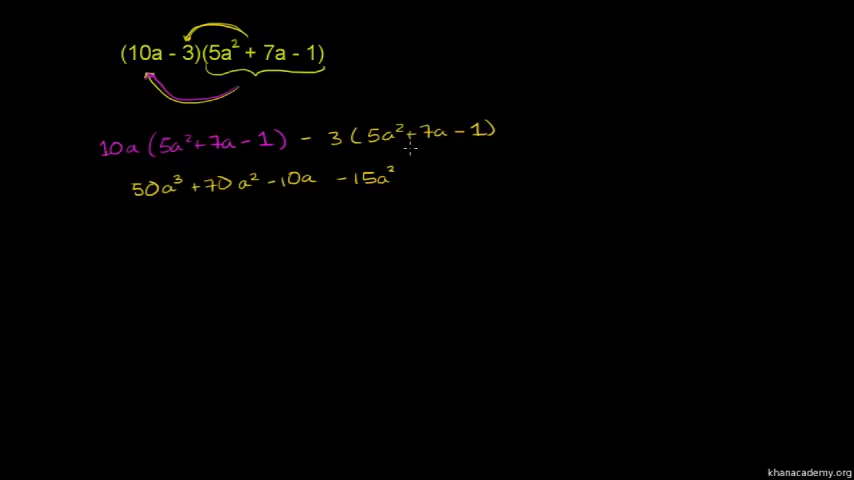 (10a - 3)(5a² + 7a - 1)
10a (5a² + 7a - 1) - 3 (5a² + 7a - 1)
50a³ + 70a² - 10a - 15a²
khanacademy.org